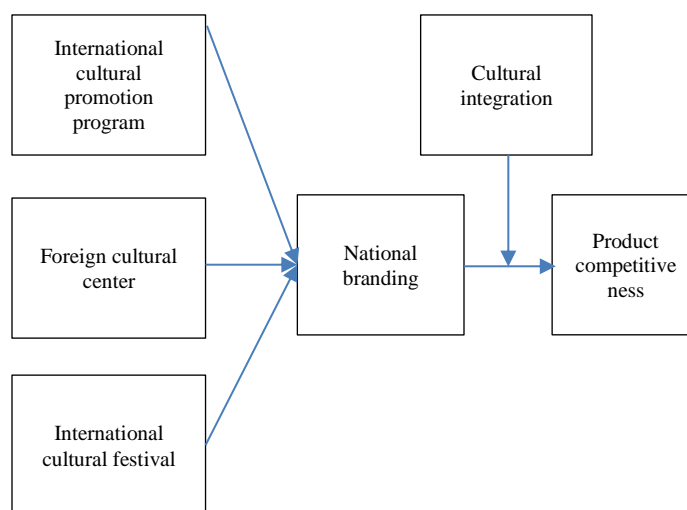 International
cultural
promotion
program
Cultural
integration
Foreign cultural
center
National
branding
Product
competitive
ness
International
cultural festival